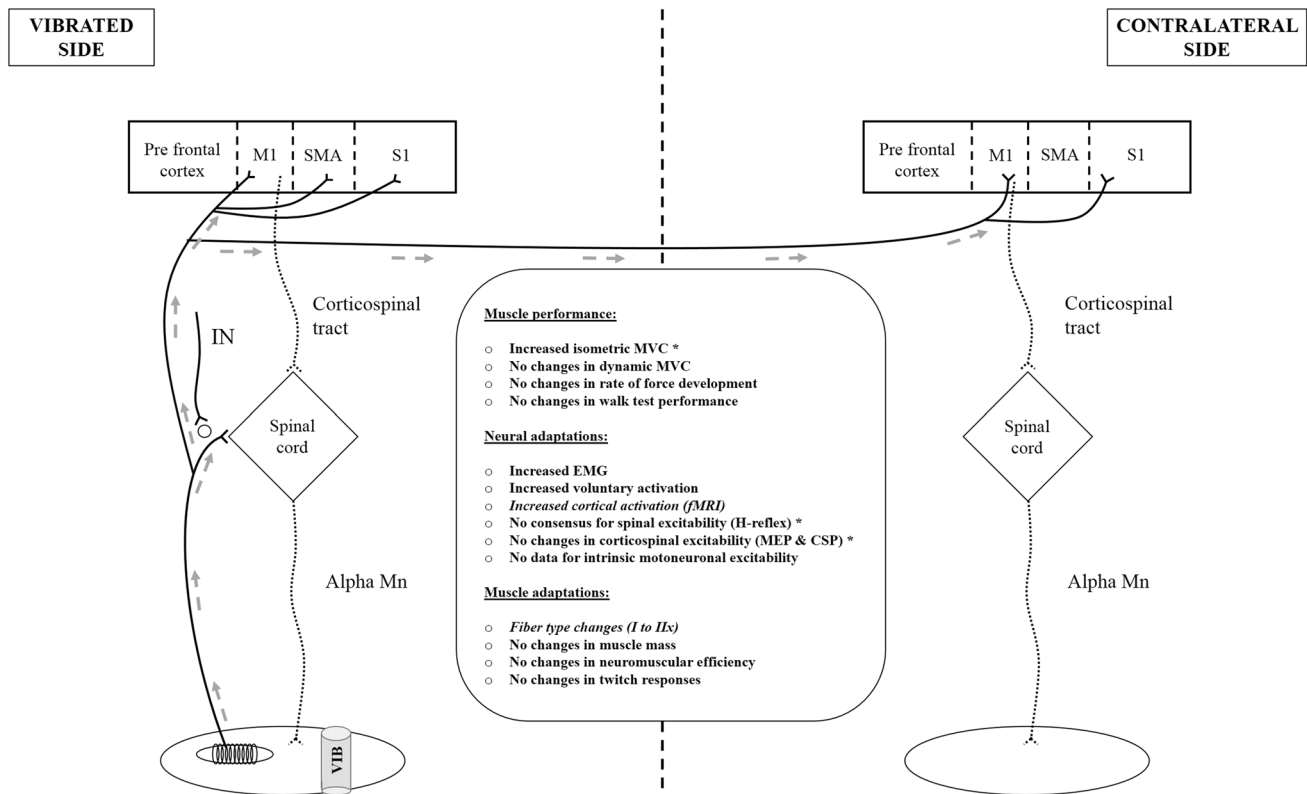 VIBRATED
SIDE
CONTRALATERAL
SIDE
Pre frontal
cortex
M1
SMA
S1
Pre frontal
cortex
M1
SMA
S1
IN
Corticospinal
tract
Corticospinal
tract
Spinal
cord
Spinal
cord
Alpha Mn
Alpha Mn
VIB
Muscle performance:
○ Increased isometric MVC *
○ No changes in dynamic MVC
○ No changes in rate of force development
○ No changes in walk test performance
Neural adaptations:
○ Increased EMG
○ Increased voluntary activation
○ Increased cortical activation (fMRI)
○ No consensus for spinal excitability (H-reflex) *
○ No changes in corticospinal excitability (MEP & CSP) *
○ No data for intrinsic motoneuronal excitability
Muscle adaptations:
○ Fiber type changes (I to IIx)
○ No changes in muscle mass
○ No changes in neuromuscular efficiency
○ No changes in twitch responses